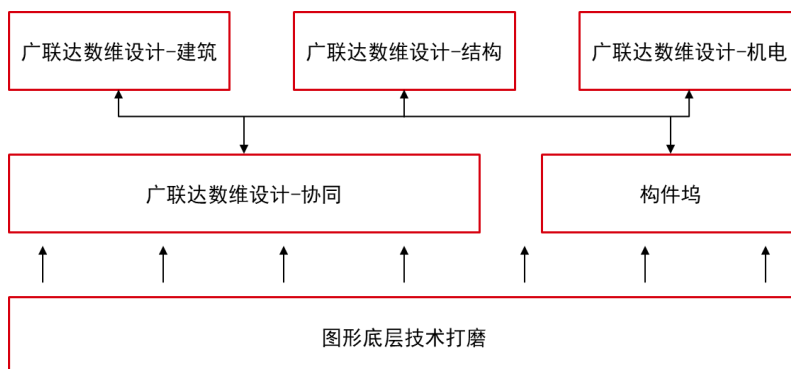 广联达数维设计-建筑
广联达数维设计-结构
广联达数维设计-机电
广联达数维设计-协同
构件坞
图形底层技术打磨